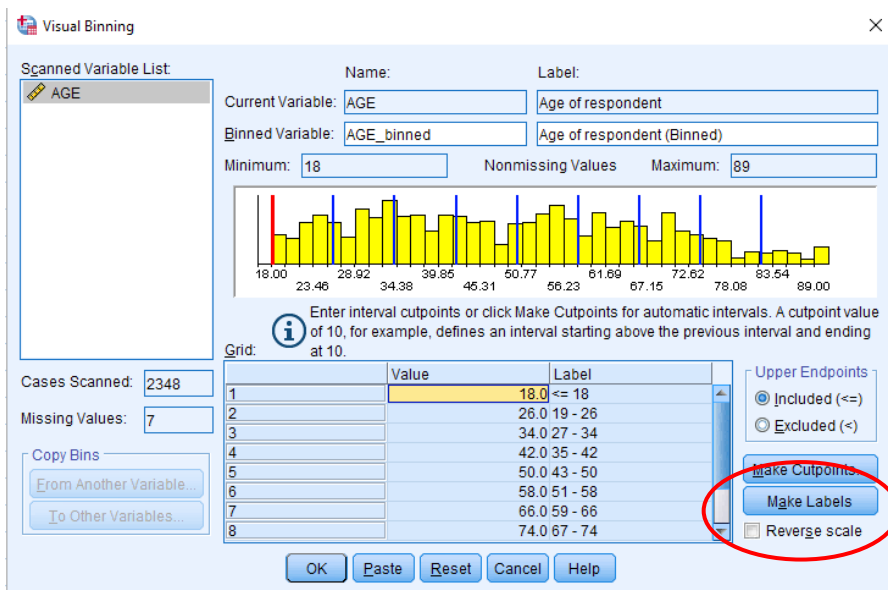 Visual Binning
Scanned Variable List:
AGE
Name: Label:
Current Variable: AGE Age of respondent
Binned Variable: AGE_binned Age of respondent (Binned)
Minimum: 18 Nonmissing Values Maximum: 89
18.00 28.92 39.85 50.77 61.69 72.62 83.54
23.46 34.38 45.31 56.23 67.15 78.08 89.00
Enter interval cutpoints or click Make Cutpoints for automatic intervals. A cutpoint value
of 10, for example, defines an interval starting above the previous interval and ending
at 10.
Grid:
Value Label
1 18.0 <= 18
2 26.0 19 - 26
3 34.0 27 - 34
4 42.0 35 - 42
5 50.0 43 - 50
6 58.0 51 - 58
7 66.0 59 - 66
8 74.0 67 - 74
Cases Scanned: 2348
Missing Values: 7
Copy Bins
From Another Variable...
To Other Variables...
Upper Endpoints
Included (<=)
Excluded (<)
Make Cutpoints...
Make Labels
Reverse scale
OK Paste Reset Cancel Help